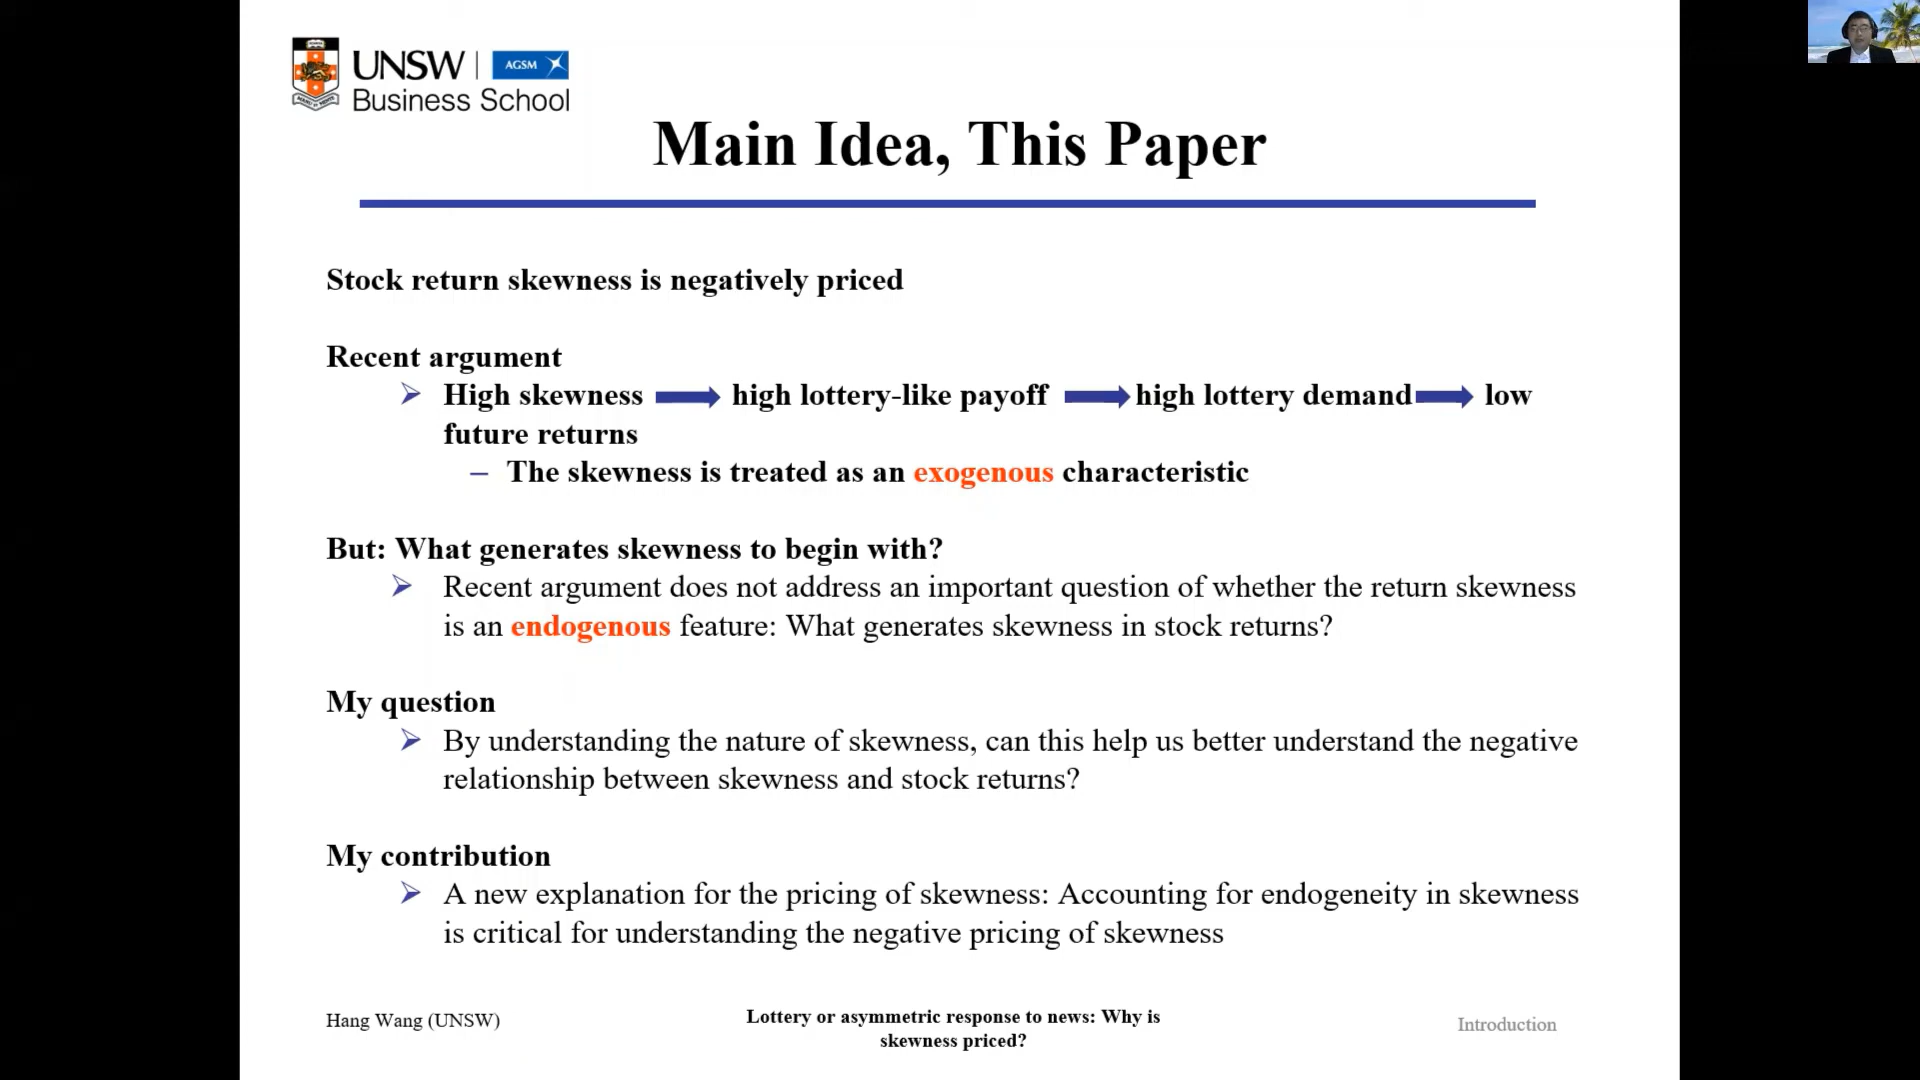 UNSW
AGSM
Business School
Main Idea, This Paper
Stock return skewness is negatively priced
Recent argument
High skewness high lottery-like payoff high lottery demand low
future returns
– The skewness is treated as an exogenous characteristic
But: What generates skewness to begin with?
Recent argument does not address an important question of whether the return skewness
is an endogenous feature: What generates skewness in stock returns?
My question
By understanding the nature of skewness, can this help us better understand the negative
relationship between skewness and stock returns?
My contribution
A new explanation for the pricing of skewness: Accounting for endogeneity in skewness
is critical for understanding the negative pricing of skewness
Hang Wang (UNSW)
Lottery or asymmetric response to news: Why is
skewness priced?
Introduction